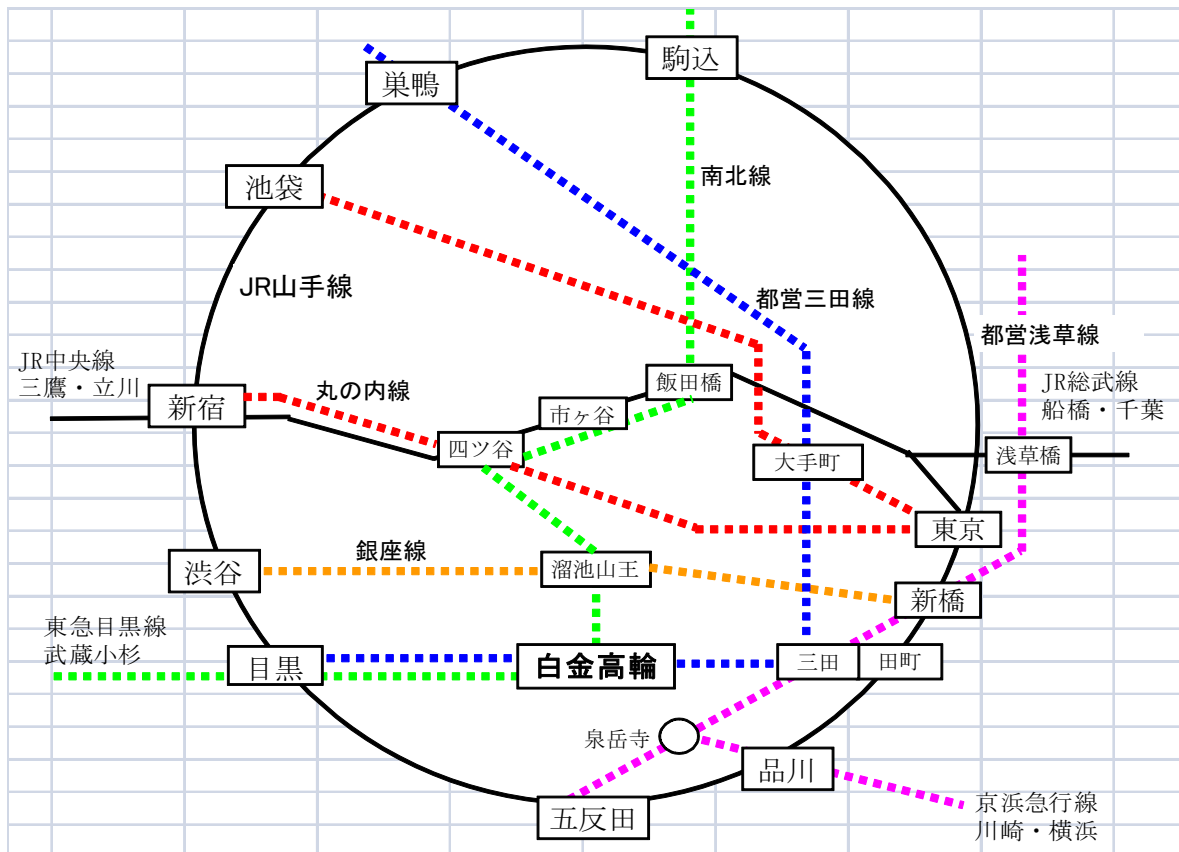 駒込
巣鴨
池袋
南北線
JR山手線
都営三田線
都営浅草線
JR中央線
三鷹・立川
新宿
丸の内線
飯田橋
市ヶ谷
四ツ谷
JR総武線
船橋・千葉
大手町
浅草橋
東京
銀座線
渋谷
溜池山王
新橋
東急目黒線
武蔵小杉
目黒
白金高輪
三田
田町
泉岳寺
品川
五反田
京浜急行線
川崎・横浜